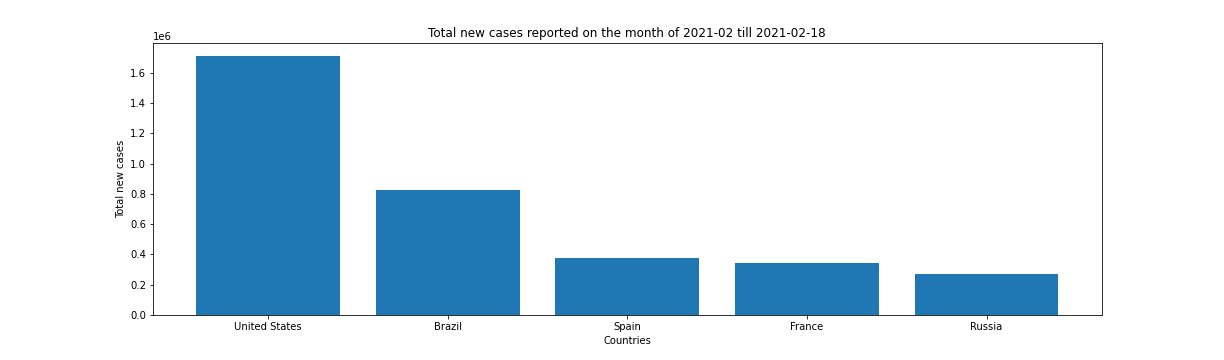 Total new cases reported on the month of 2021-02 till 2021-02-18
1e6
1.6
1.4
1.2
1.0
0.8
0.6
0.4
0.2
0.0
Total new cases
United States Brazil Spain France Russia
Countries